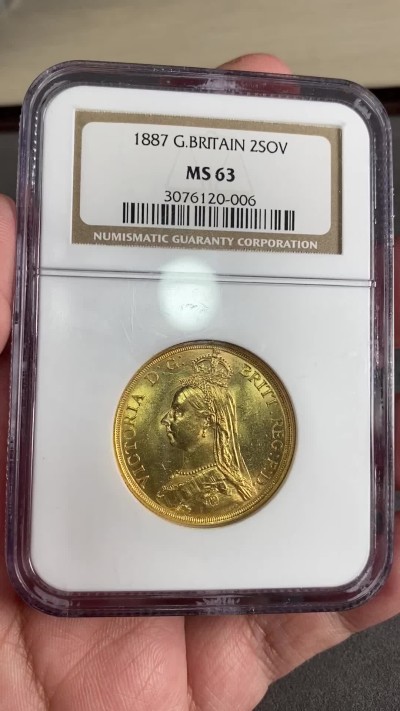 1887 G.BRITAIN 2SOV
MS 63
3076120-006
NUMISMATIC GUARANTY CORPORATION
VICTORIA D.G. BRITT.REG.F.D.